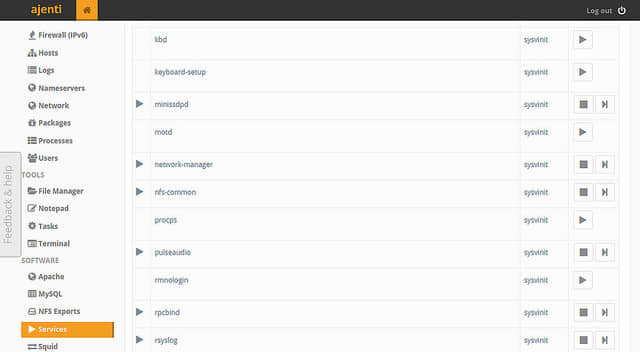 ajenti
Log out
Firewall (IPv6)
Hosts
Logs
Nameservers
Network
Packages
Processes
Users
TOOLS
File Manager
Notepad
Tasks
Terminal
SOFTWARE
Apache
MySQL
NFS Exports
Services
Squid
Feedback & help
libd sysvinit
keyboard-setup sysvinit
minissdpd sysvinit
motd sysvinit
network-manager sysvinit
nfs-common sysvinit
procps sysvinit
pulseaudio sysvinit
rmnologin sysvinit
rpcbind sysvinit
rsyslog sysvinit